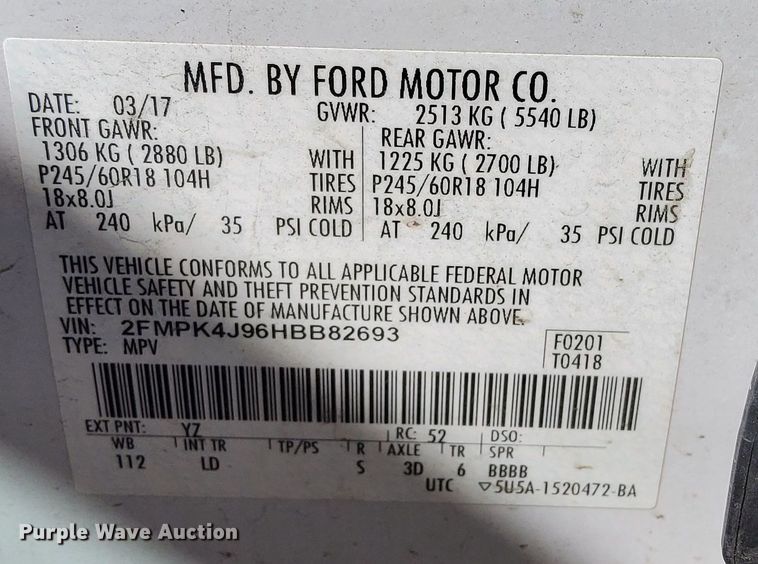 MFD. BY FORD MOTOR CO.
DATE: 03/17 GVWR: 2513 KG ( 5540 LB)
FRONT GAWR: REAR GAWR:
1306 KG ( 2880 LB) WITH 1225 KG ( 2700 LB) WITH
P245/60R18 104H TIRES P245/60R18 104H TIRES
18x8.0J RIMS 18x8.0J RIMS
AT 240 kPa/ 35 PSI COLD AT 240 kPa/ 35 PSI COLD
THIS VEHICLE CONFORMS TO ALL APPLICABLE FEDERAL MOTOR
VEHICLE SAFETY AND THEFT PREVENTION STANDARDS IN
EFFECT ON THE DATE OF MANUFACTURE SHOWN ABOVE.
VIN: 2FMPK4J96HBB82693 F0201
TYPE: MPV T0418
EXT PNT: YZ RC: 52 DSO:
WB INT TR TP/PS R AXLE TR SPR
112 LD S 3D 6 BBBB
UTC ▽5U5A-1520472-BA
Purple Wave Auction